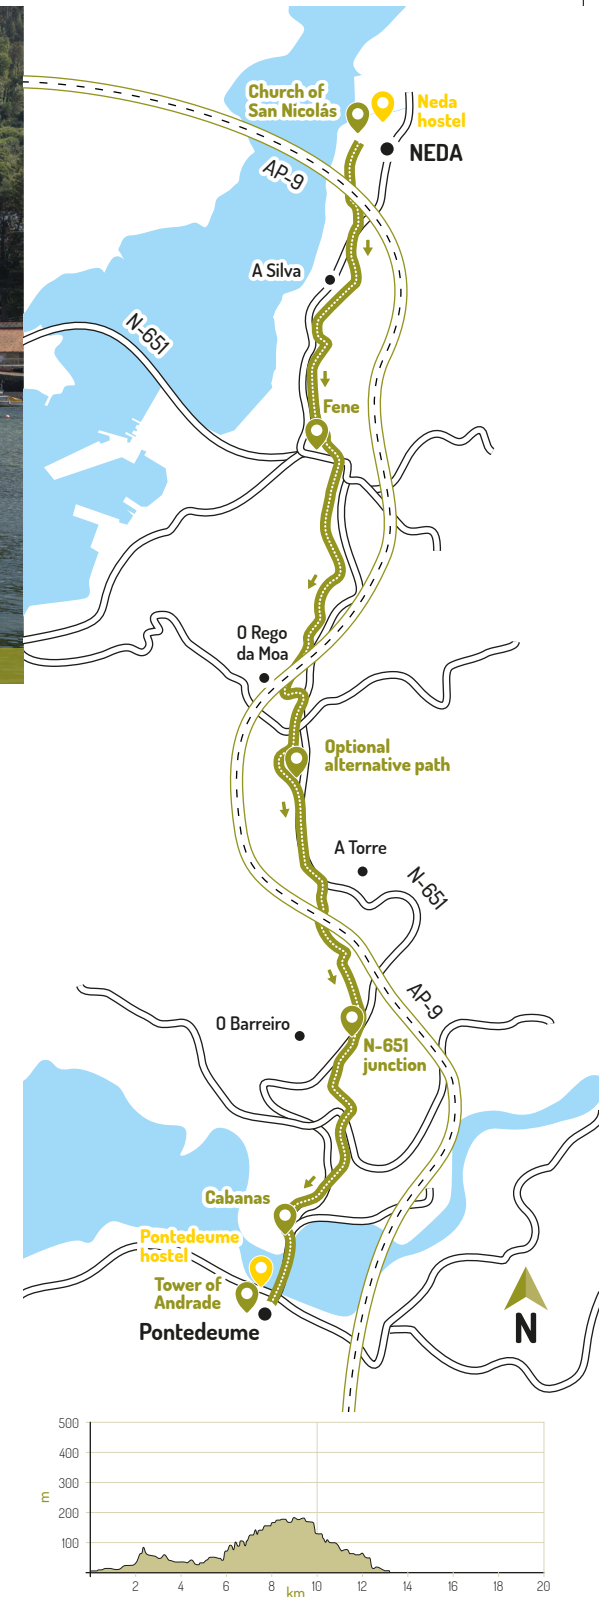 Church of
San Nicolás
Neda
hostel
NEDA
AP-9
A Silva
N-651
Fene
O Rego
da Moa
Optional
alternative path
A Torre
N-651
AP-9
O Barreiro
N-651
junction
Cabanas
Pontedeume
hostel
Tower of
Andrade
Pontedeume
N
500
400
300
200
100
m
2 4 6 8 10 12 14 16 18 20
km